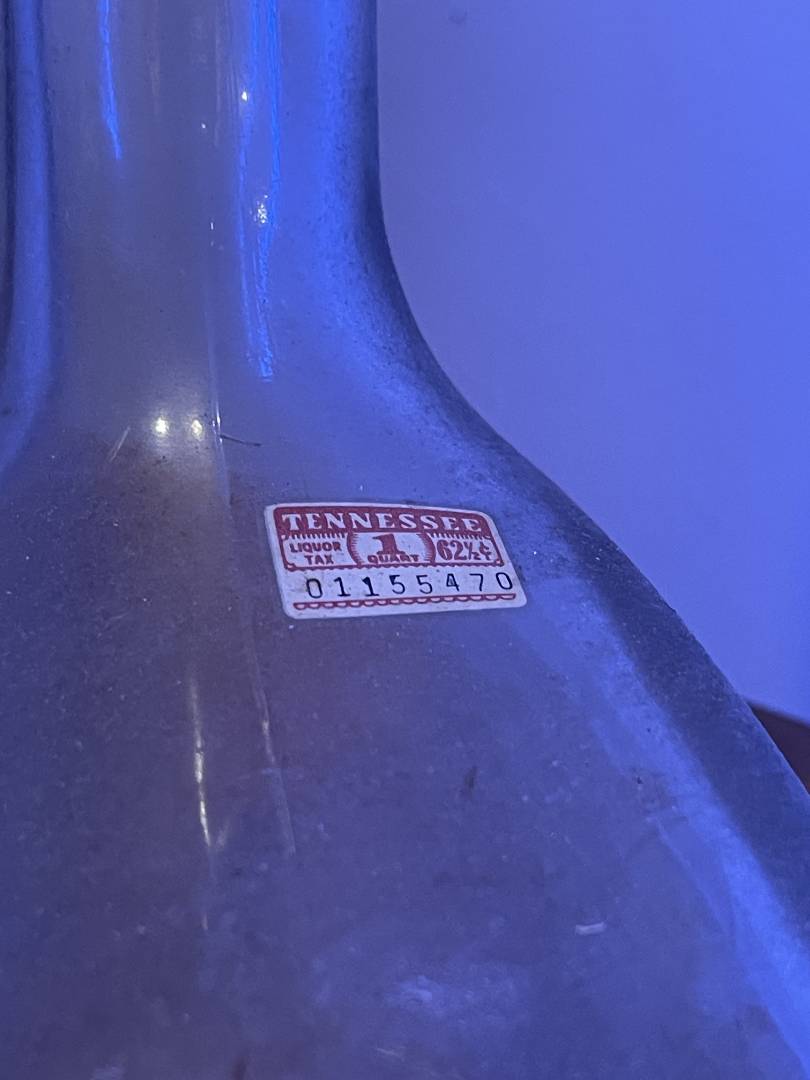 TENNESSEE
LIQUOR TAX 1 QUART 62½¢
01155470